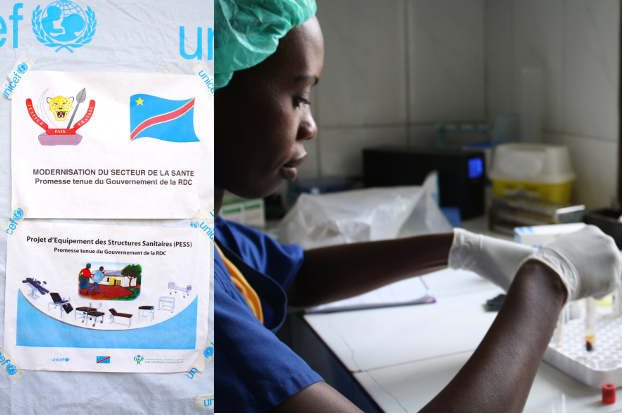 unicef
MODERNISATION DU SECTEUR DE LA SANTE
Promesse tenue du Gouvernement de la RDC
unicef
Projet d'Equipement des Structures Sanitaires (PESS)
Promesse tenue du Gouvernement de la RDC
unicef